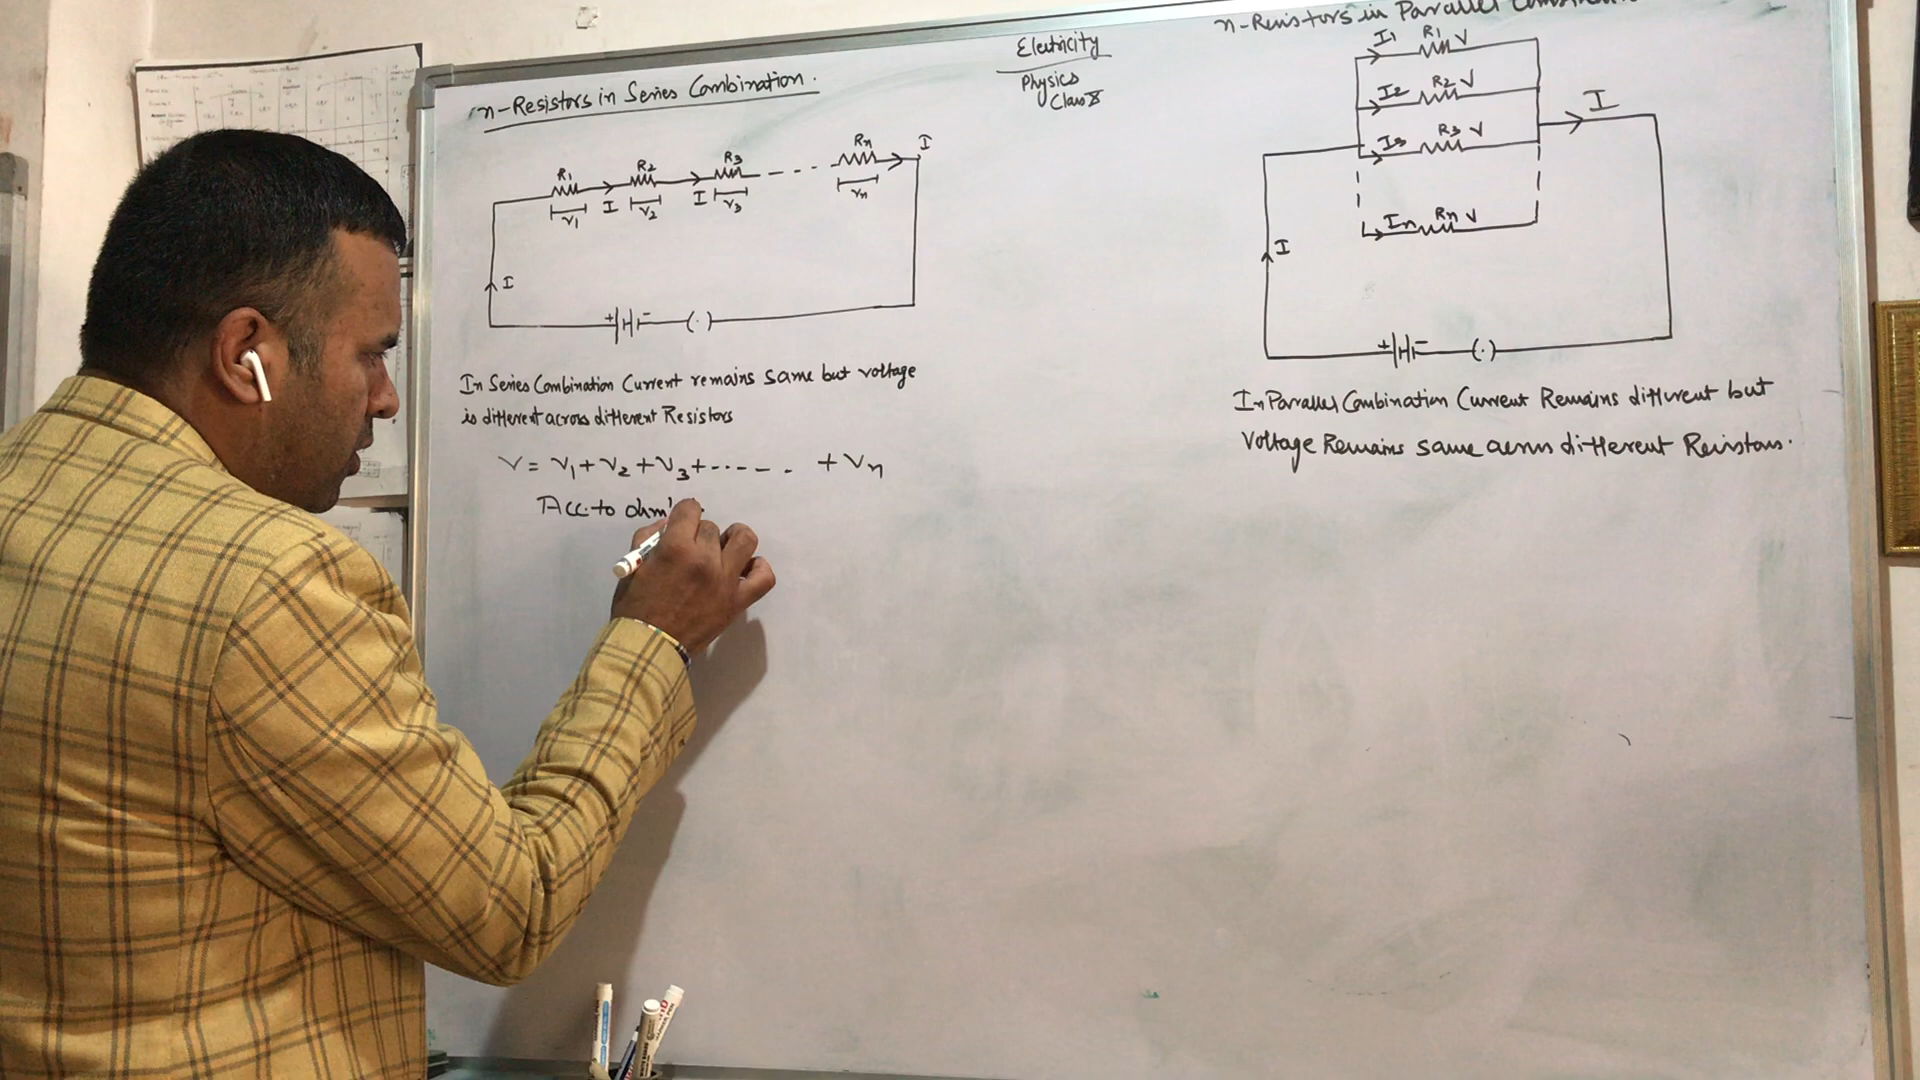 n-Resistors in Series Combination.
R1 R2 R3 Rn I
I I
V1 V2 V3 Vn
I
+ -
In Series Combination Current remains same but voltage
is different across different Resistors
V = V1 + V2 + V3 + ------. + Vn
Acc. to ohm's
Electricity
Physics
Class X
n-Resistors in Parallel
I1 R1 V
I2 R2 V
I
I3 R3 V
In Rn V
I
+ -
In Parallel Combination Current Remains different but
Voltage Remains same across different Resistors.